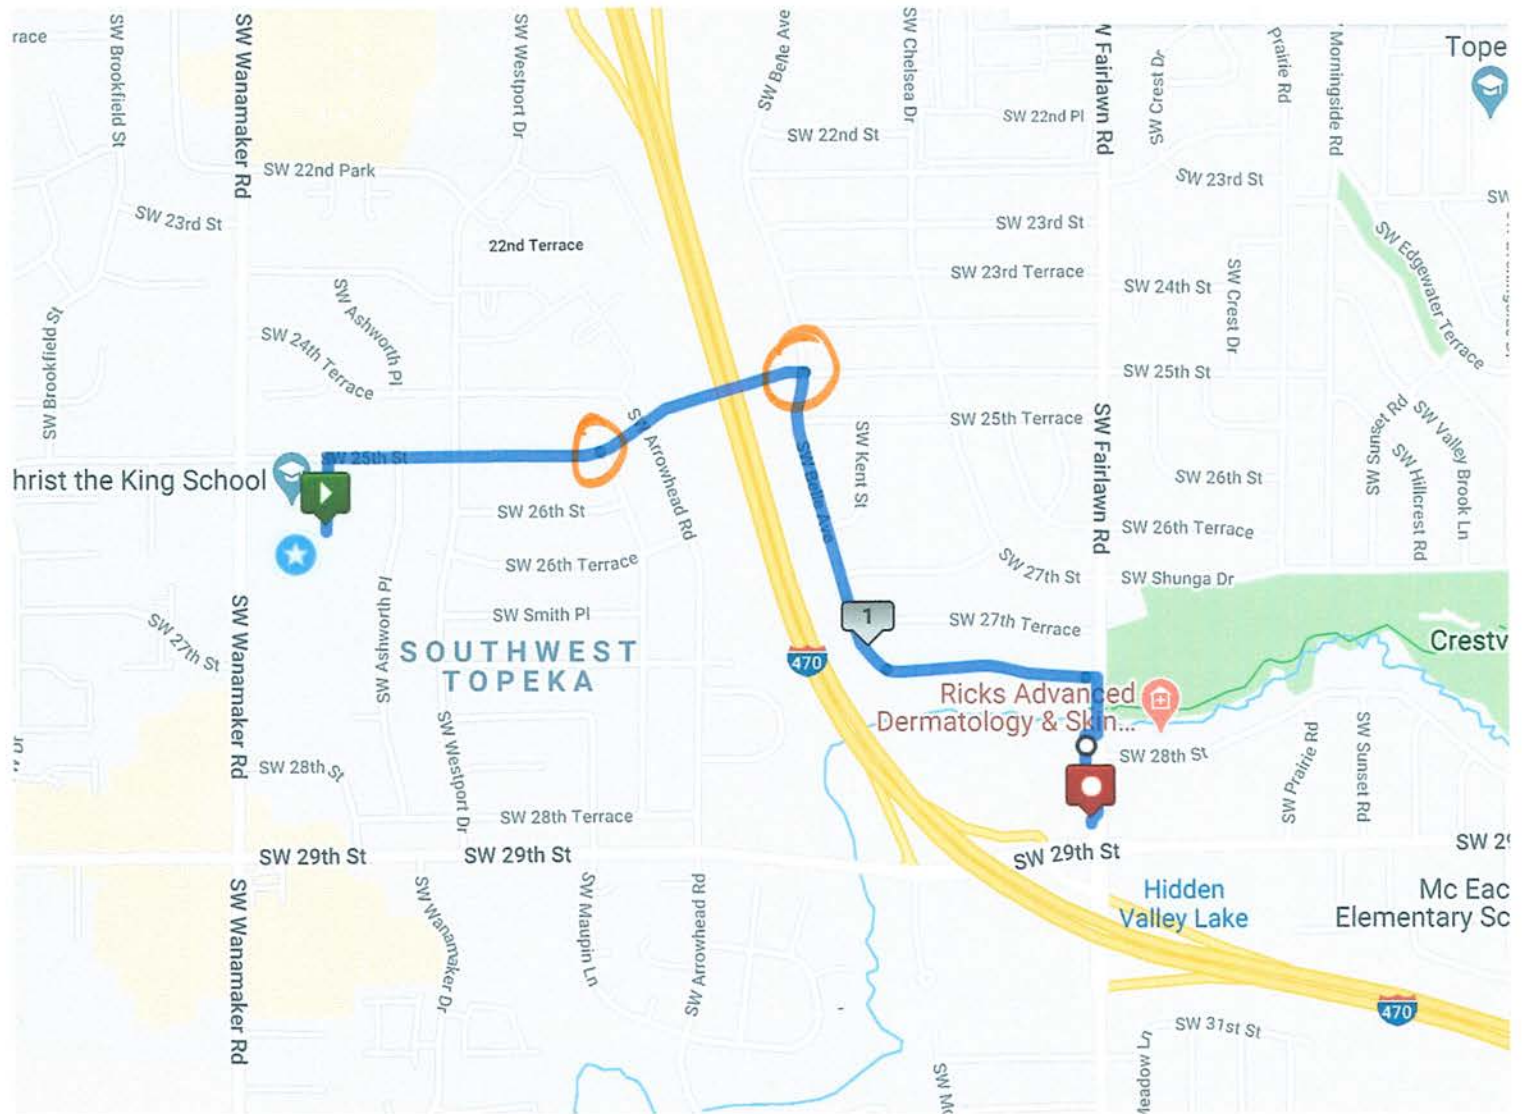 race
SW Brookfield St
SW Wanamaker Rd
SW Westport Dr
SW Belle Ave
SW Chelsea Dr
W Fairlawn Rd
SW Crest Dr
Prairie Rd
Morningside Rd
Tope
SW 22nd Pl
SW 22nd St
SW 22nd Park
SW 23rd St
SW 23rd St
SW
SW 23rd St
22nd Terrace
SW Edgewater Terrace
SW 23rd Terrace
SW 24th St
SW Crest Dr
SW Ashworth Pl
SW 24th Terrace
SW Brookfield St
SW 25th St
SW 25th Terrace
SW Fairlawn Rd
SW Sunset Rd
SW Valley Brook Ln
SW Hillcrest Rd
SW Kent St
SW Arrowhead Rd
SW 25th St
SW Belle Ave
hrist the King School
SW 26th St
SW 26th St
SW 26th Terrace
SW 26th Terrace
SW 27th St
SW Shunga Dr
SW Ashworth Pl
SW Smith Pl
1
SW 27th Terrace
SW 27th St
SW Wanamaker Rd
SOUTHWEST
TOPEKA
470
Crestv
Ricks Advanced
Dermatology & Skin...
SW Westport Dr
SW 28th St
SW 28th St
SW Prairie Rd
SW Sunset Rd
SW 28th Terrace
SW 29th St
SW 29th St
SW 29th St
SW 29
SW Wanamaker Rd
SW Wanamaker Dr
SW Maupin Ln
SW Arrowhead Rd
Hidden
Valley Lake
Mc Eac
Elementary Sc
470
SW 31st St
Meadow Ln
SW Mc